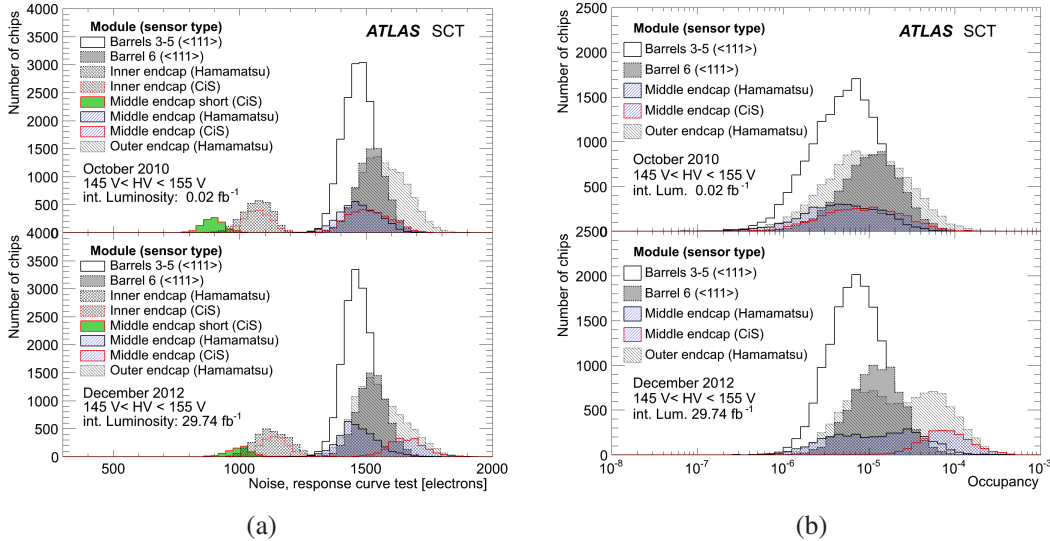 Number of chips
4000
3500
3000
2500
2000
1500
1000
500
Module (sensor type)
Barrels 3-5 (<111>)
Barrel 6 (<111>)
Inner endcap (Hamamatsu)
Inner endcap (CiS)
Middle endcap short (CiS)
Middle endcap (Hamamatsu)
Middle endcap (CiS)
Outer endcap (Hamamatsu)
October 2010
145 V< HV < 155 V
int. Luminosity: 0.02 fb-1
ATLAS SCT
Number of chips
4000
3500
3000
2500
2000
1500
1000
500
0
Module (sensor type)
Barrels 3-5 (<111>)
Barrel 6 (<111>)
Inner endcap (Hamamatsu)
Inner endcap (CiS)
Middle endcap short (CiS)
Middle endcap (Hamamatsu)
Middle endcap (CiS)
Outer endcap (Hamamatsu)
December 2012
145 V< HV < 155 V
int. Luminosity: 29.74 fb-1
500 1000 1500 2000
Noise, response curve test [electrons]
(a)
Number of chips
2500
2000
1500
1000
500
Module (sensor type)
Barrels 3-5 (<111>)
Barrel 6 (<111>)
Middle endcap (Hamamatsu)
Middle endcap (CiS)
Outer endcap (Hamamatsu)
October 2010
145 V< HV < 155 V
int. Lum. 0.02 fb-1
ATLAS SCT
Number of chips
2500
2000
1500
1000
500
0
Module (sensor type)
Barrels 3-5 (<111>)
Barrel 6 (<111>)
Middle endcap (Hamamatsu)
Middle endcap (CiS)
Outer endcap (Hamamatsu)
December 2012
145 V< HV < 155 V
int. Lum. 29.74 fb-1
10-8 10-7 10-6 10-5 10-4 10-3
Occupancy
(b)